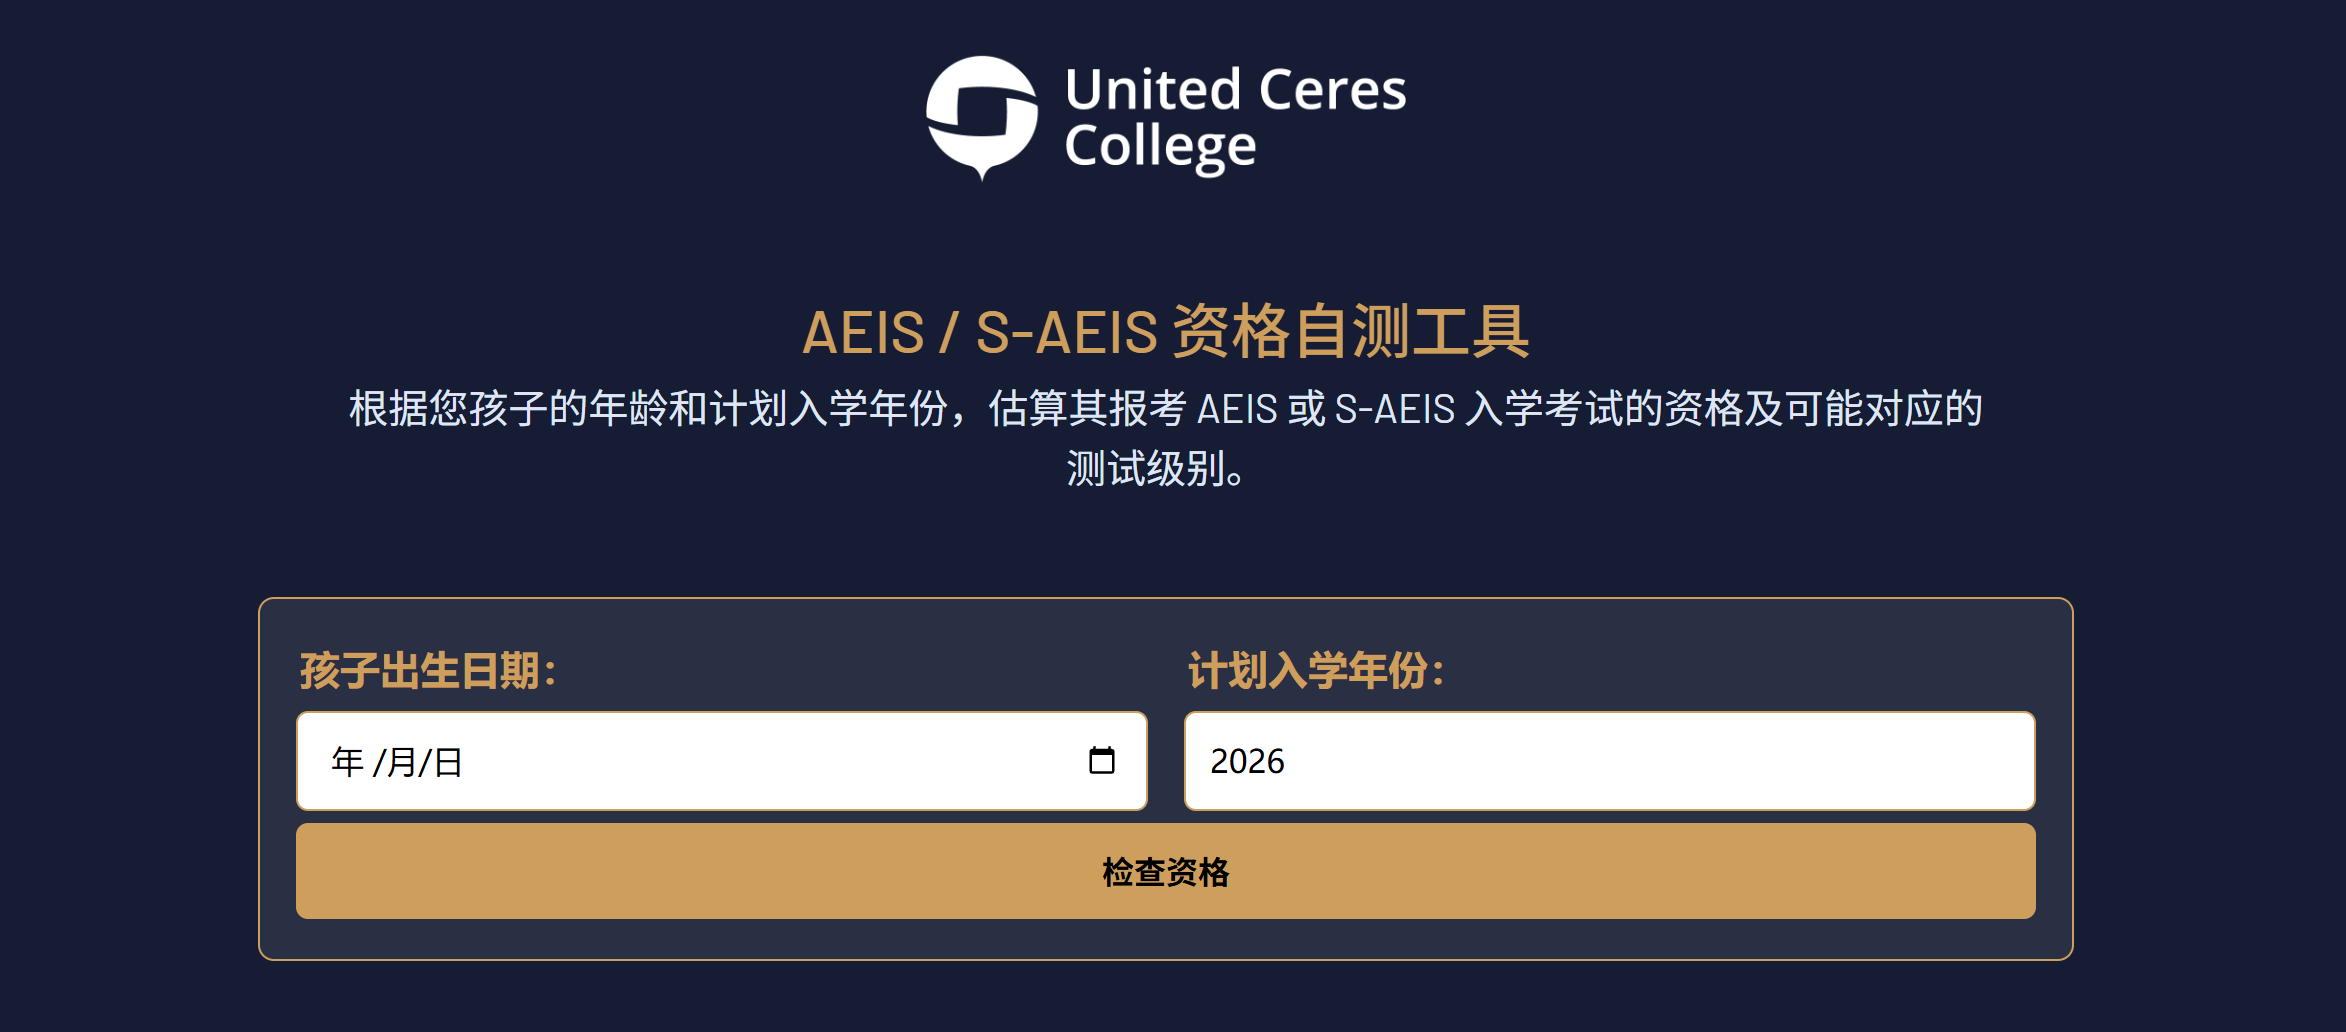 United Ceres
College
AEIS / S-AEIS 资格自测工具
根据您孩子的年龄和计划入学年份，估算其报考 AEIS 或 S-AEIS 入学考试的资格及可能对应的
测试级别。
孩子出生日期：
计划入学年份：
年 /月/日
2026
检查资格